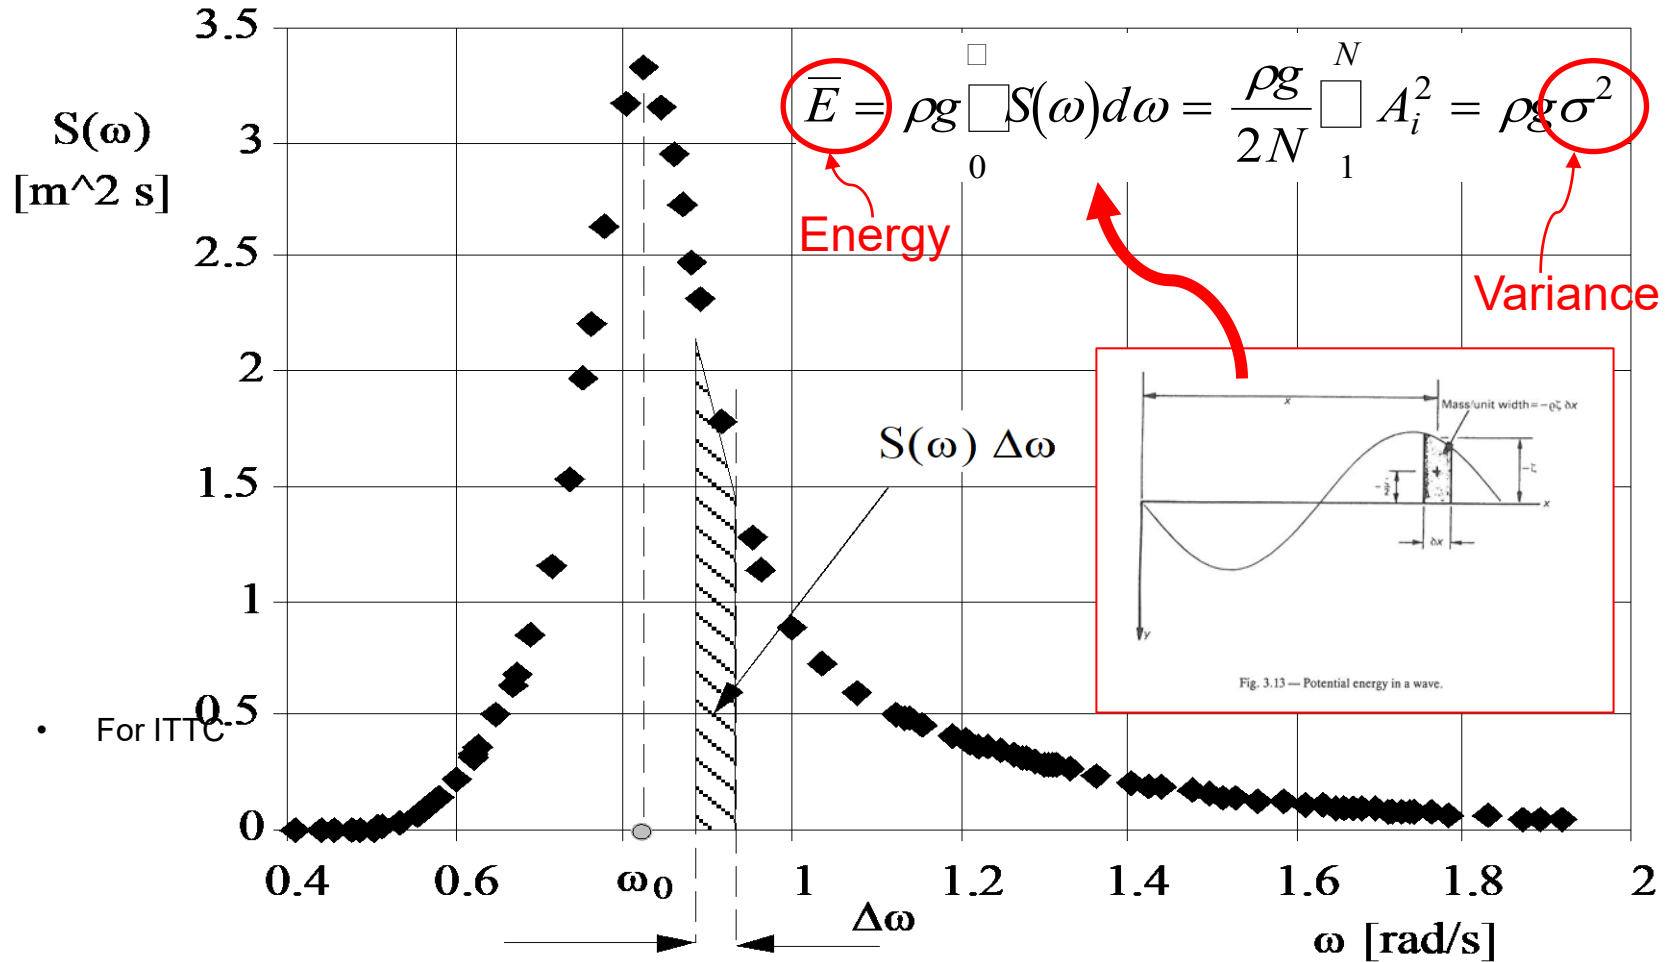 3.5
3
2.5
2
1.5
1
0.5
0
S(ω)
[m^2 s]
E̅ = ρg □ S(ω)dω = ρg/2N □ A_i^2 = ρgσ^2
□
0
N
1
Energy
Variance
S(ω) Δω
x
Mass/unit width=-ϱζ δx
-ζ
x
δx
y
Fig. 3.13 — Potential energy in a wave.
• For ITTC
0.4 0.6 ω0 1 1.2 1.4 1.6 1.8 2
Δω
ω [rad/s]